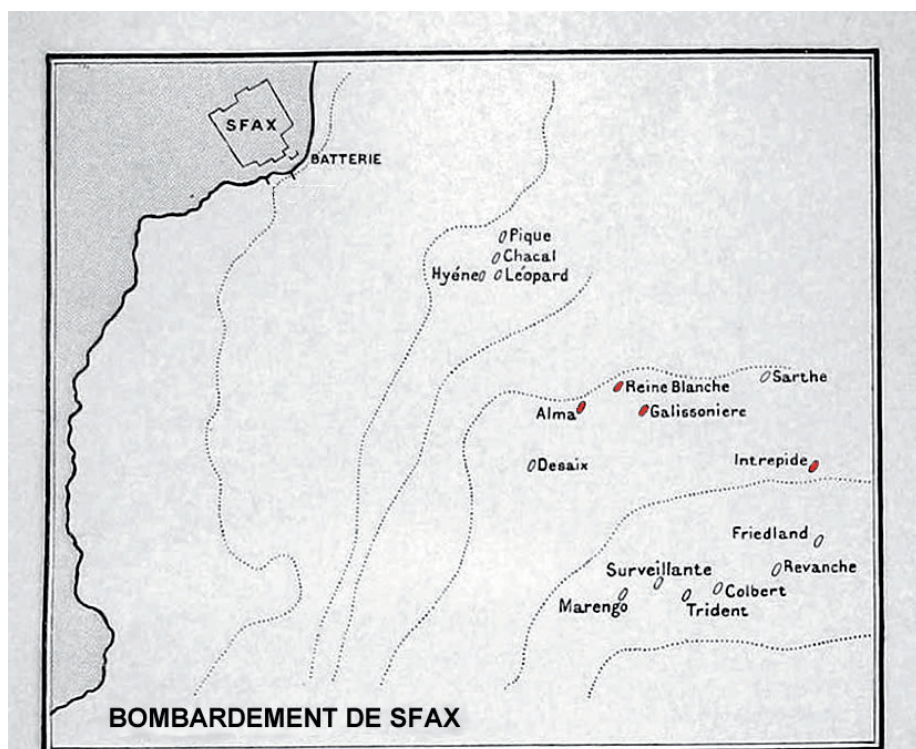 SFAX
BATTERIE
Pique
Chacal
Hyéne
Léopard
Reine Blanche
Sarthe
Alma
Galissoniere
Desaix
Intrepide
Friedland
Surveillante
Revanche
Marengo
Trident
Colbert
BOMBARDEMENT DE SFAX